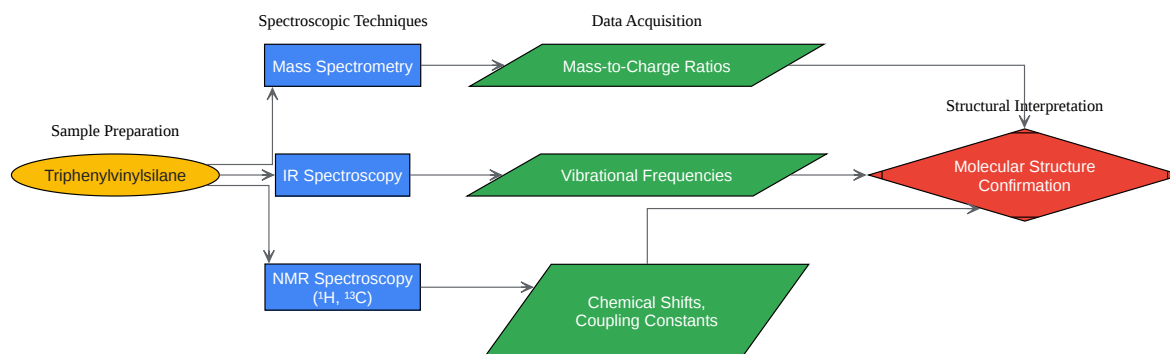 Spectroscopic Techniques
Data Acquisition
Mass Spectrometry
Mass-to-Charge Ratios
Structural Interpretation
Sample Preparation
Triphenylvinylsilane
IR Spectroscopy
Vibrational Frequencies
Molecular Structure
Confirmation
NMR Spectroscopy
(¹H, ¹³C)
Chemical Shifts,
Coupling Constants